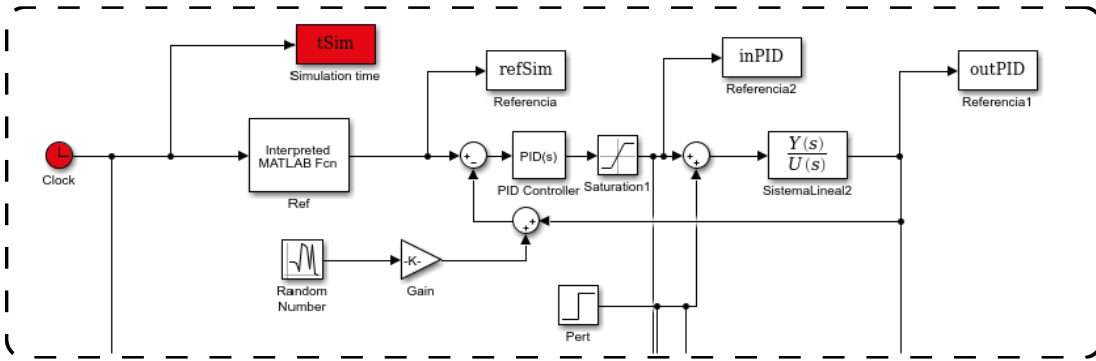 tSim
Simulation time
refSim
Referencia
inPID
Referencia2
outPID
Referencia1
Clock
Interpreted
MATLAB Fcn
Ref
+
−
PID(s)
PID Controller
Saturation1
+
+
Y(s)
U(s)
SistemaLineal2
+
+
Random
Number
-K-
Gain
Pert